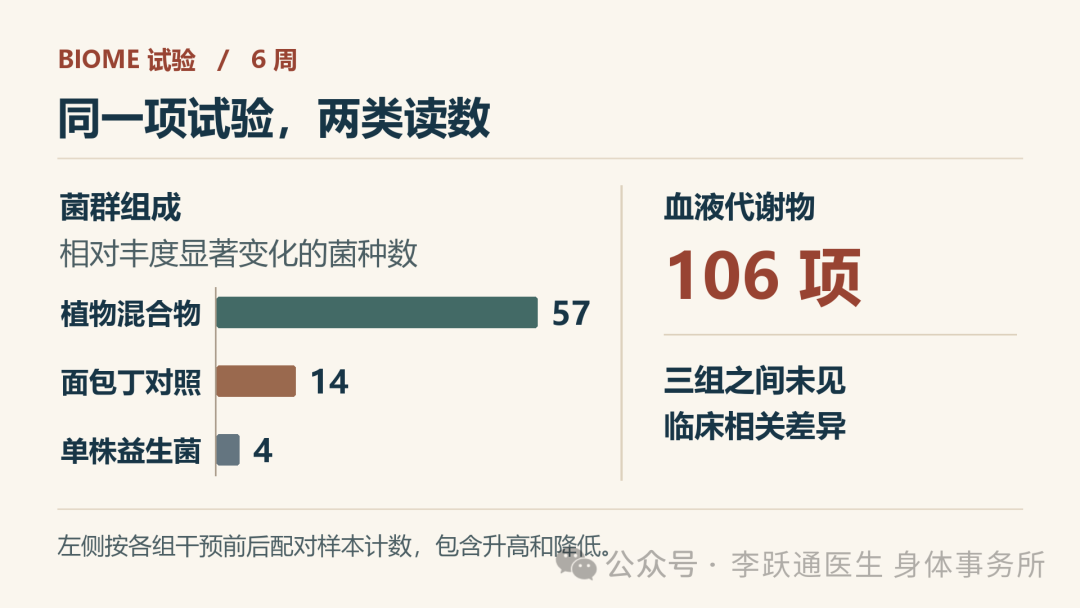 BIOME 试验 / 6 周
同一项试验，两类读数
菌群组成
相对丰度显著变化的菌种数
植物混合物 57
面包丁对照 14
单株益生菌 4
血液代谢物
106 项
三组之间未见
临床相关差异
左侧按各组干预前后配对样本计数，包含升高和降低。
公众号 · 李跃通医生 身体事务所